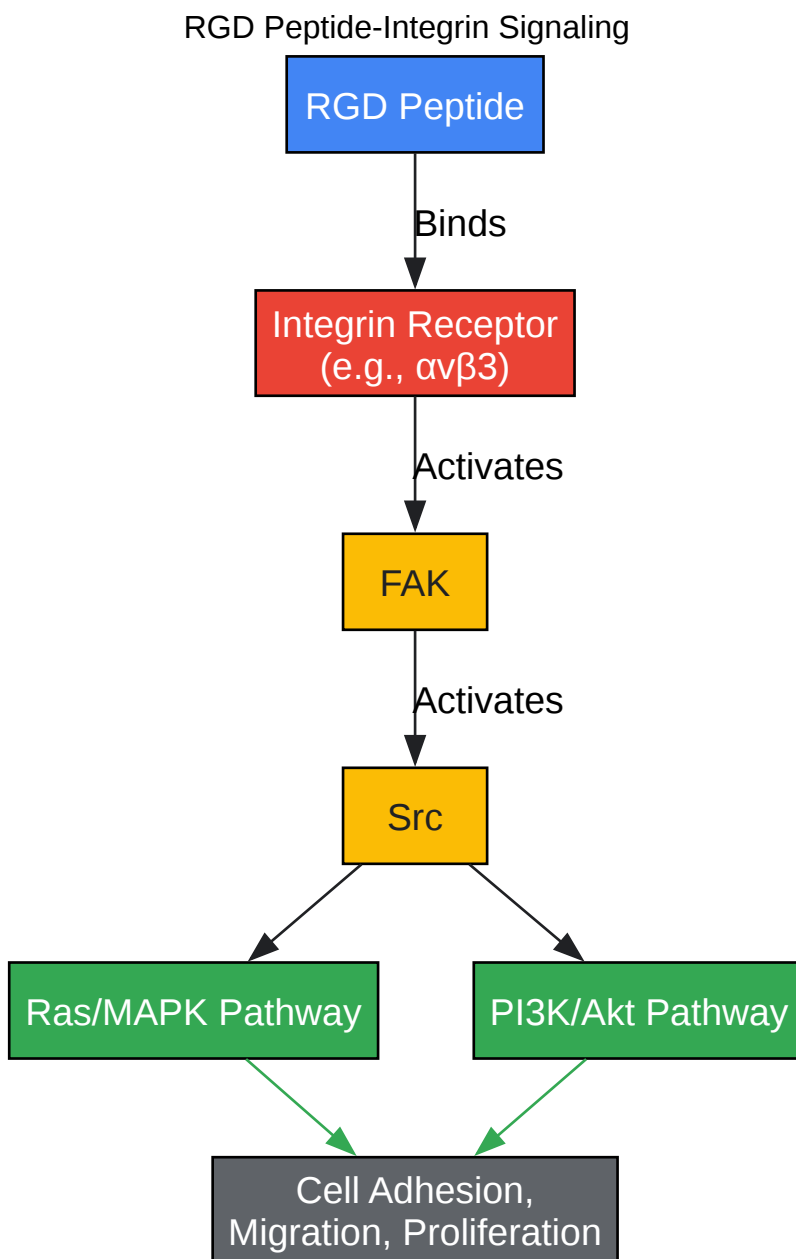 RGD Peptide-Integrin Signaling
RGD Peptide
Binds
Integrin Receptor
(e.g., αvβ3)
Activates
FAK
Activates
Src
Ras/MAPK Pathway
PI3K/Akt Pathway
Cell Adhesion,
Migration, Proliferation